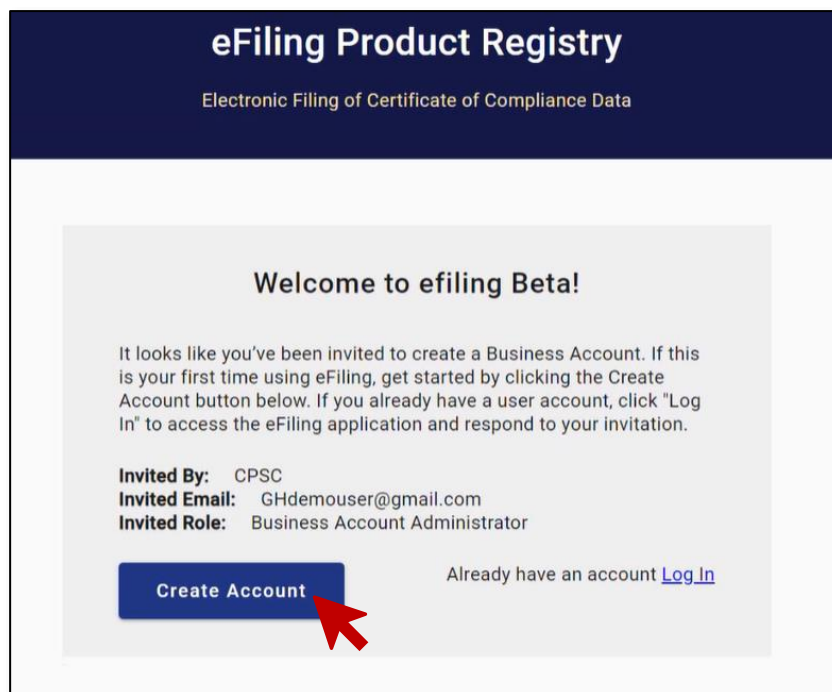 eFiling Product Registry
Electronic Filing of Certificate of Compliance Data
Welcome to efiling Beta!
It looks like you've been invited to create a Business Account. If this
is your first time using eFiling, get started by clicking the Create
Account button below. If you already have a user account, click "Log
In" to access the eFiling application and respond to your invitation.
Invited By: CPSC
Invited Email: GHdemouser@gmail.com
Invited Role: Business Account Administrator
Create Account
Already have an account Log In